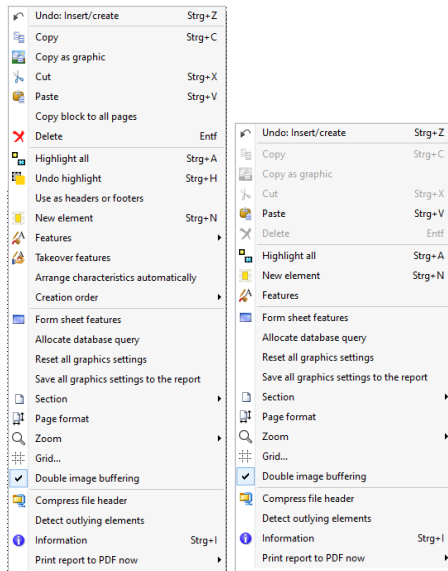 Undo: Insert/create Strg+Z
Copy Strg+C
Copy as graphic
Cut Strg+X
Paste Strg+V
Copy block to all pages
Delete Entf
Highlight all Strg+A
Undo highlight Strg+H
Use as headers or footers
New element Strg+N
Features
Takeover features
Arrange characteristics automatically
Creation order
Form sheet features
Allocate database query
Reset all graphics settings
Save all graphics settings to the report
Section
Page format
Zoom
Grid...
Double image buffering
Compress file header
Detect outlying elements
Information Strg+I
Print report to PDF now
Undo: Insert/create Strg+Z
Copy Strg+C
Copy as graphic
Cut Strg+X
Paste Strg+V
Delete Entf
Highlight all Strg+A
New element Strg+N
Features
Form sheet features
Allocate database query
Reset all graphics settings
Save all graphics settings to the report
Section
Page format
Zoom
Grid...
Double image buffering
Compress file header
Detect outlying elements
Information Strg+I
Print report to PDF now